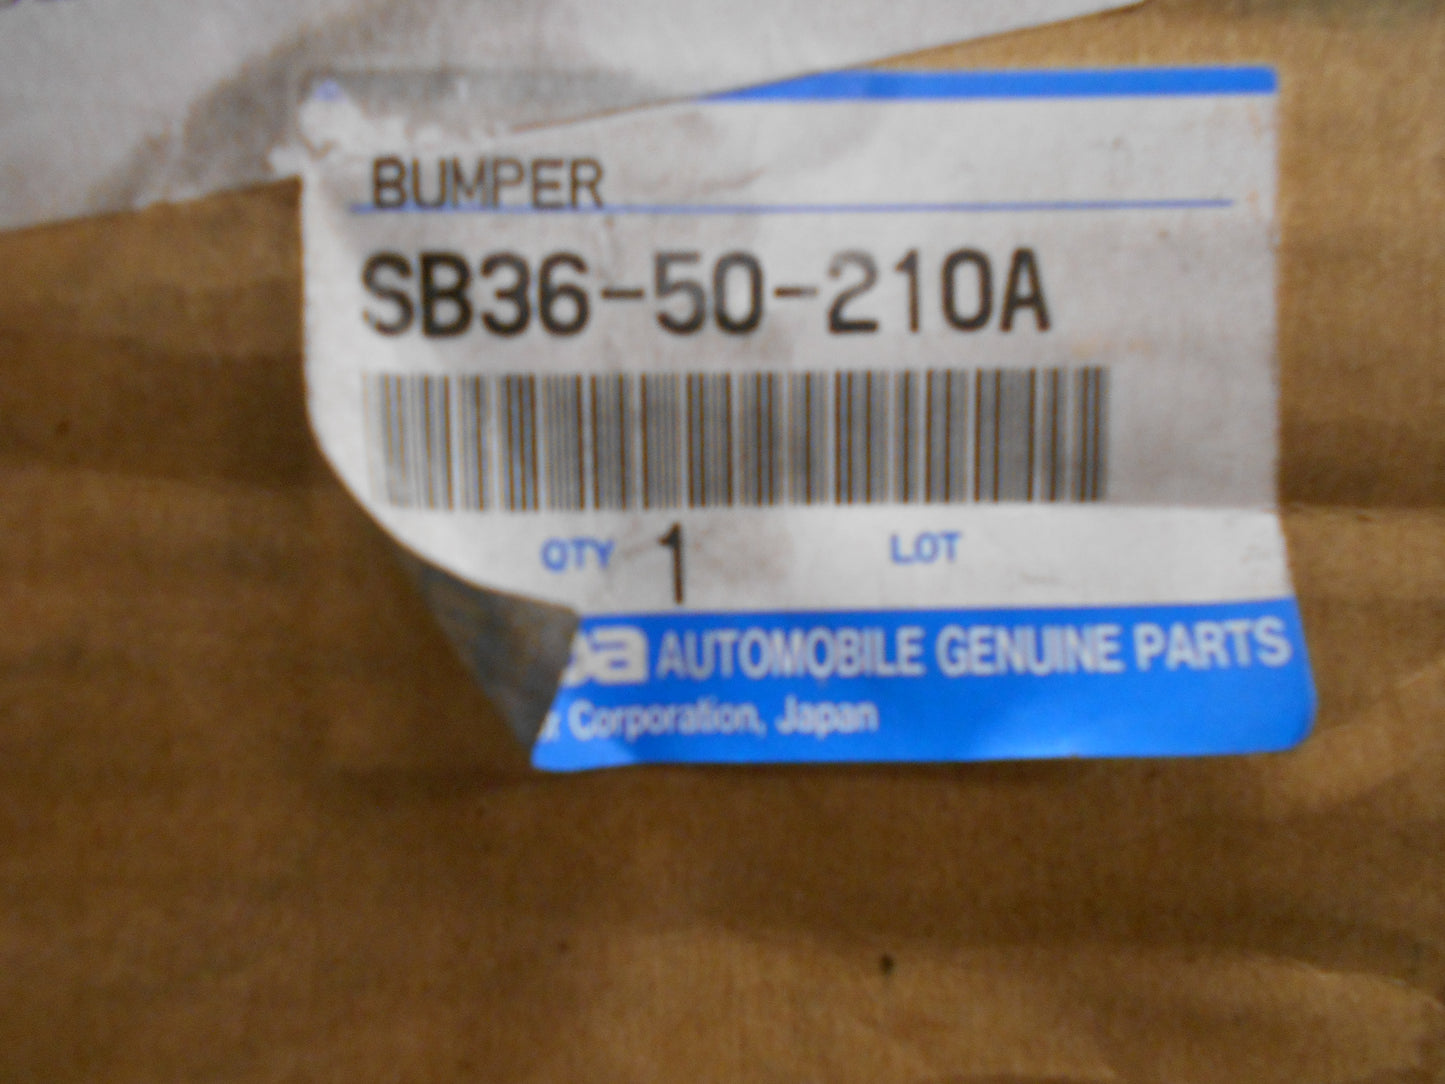 BUMPER
SB36-50-210A
QTY 1 LOT
AUTOMOBILE GENUINE PARTS
Corporation, Japan